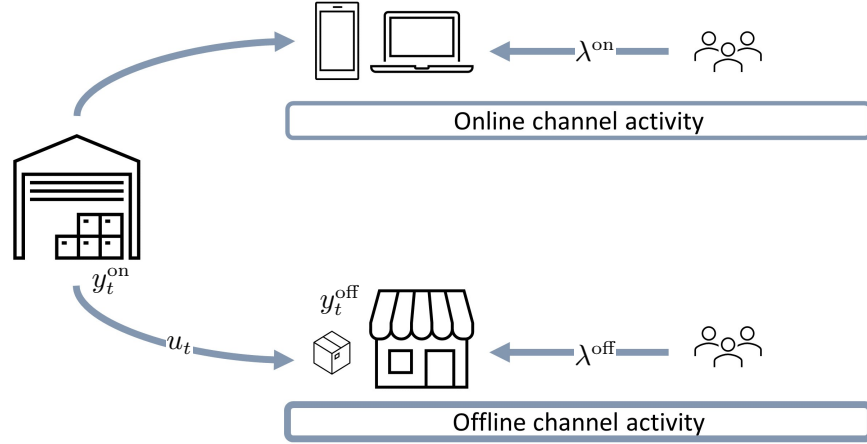 λ^on
Online channel activity
y_t^on
y_t^off
u_t
λ^off
Offline channel activity